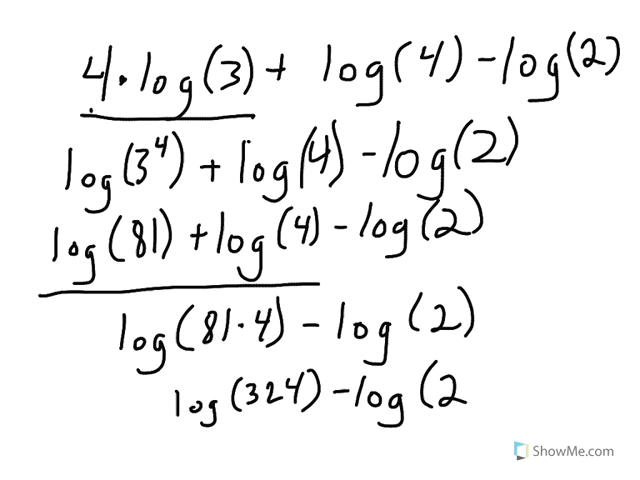 4·log(3) + log(4) - log(2)
log(3⁴) + log(4) - log(2)
log(81) + log(4) - log(2)
log(81·4) - log(2)
log(324) - log(2
ShowMe.com